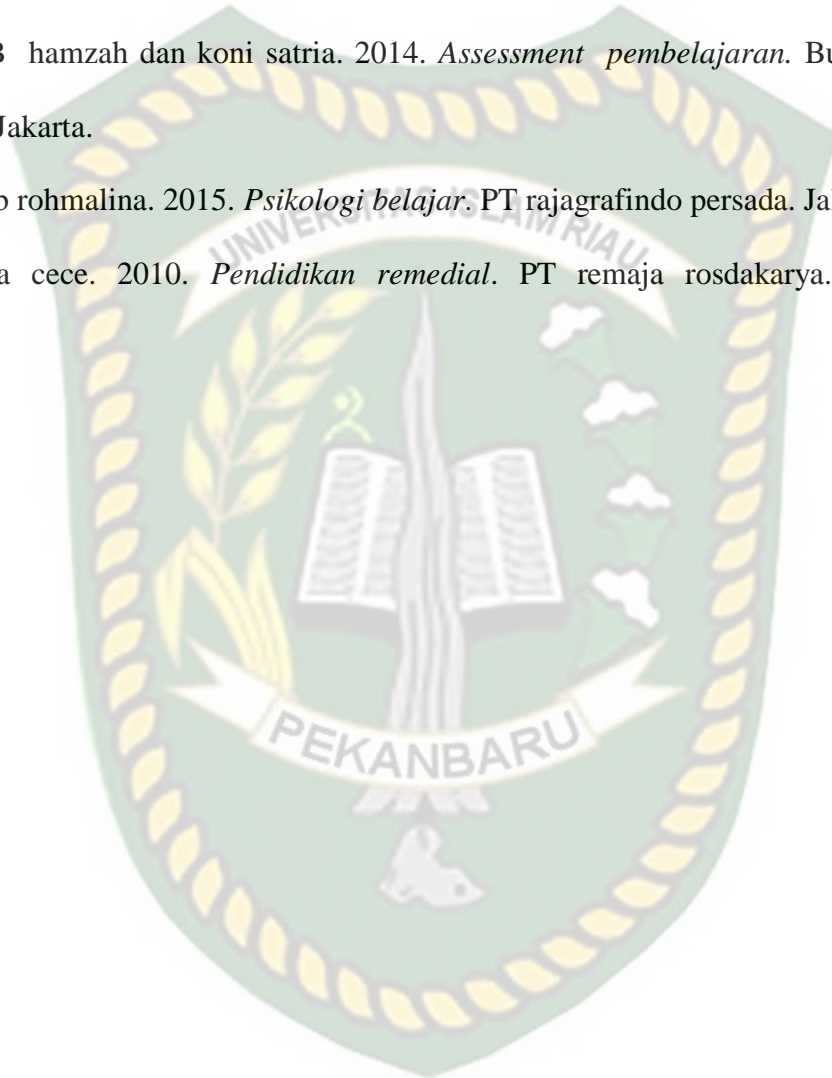 B hamzah dan koni satria. 2014. Assessment pembelajaran. Bu
Jakarta.
rohmalina. 2015. Psikologi belajar. PT rajagrafindo persada. Ja
a cece. 2010. Pendidikan remedial. PT remaja rosdakarya.
UNIVERSITAS ISLAM RIAU
PEKANBARU